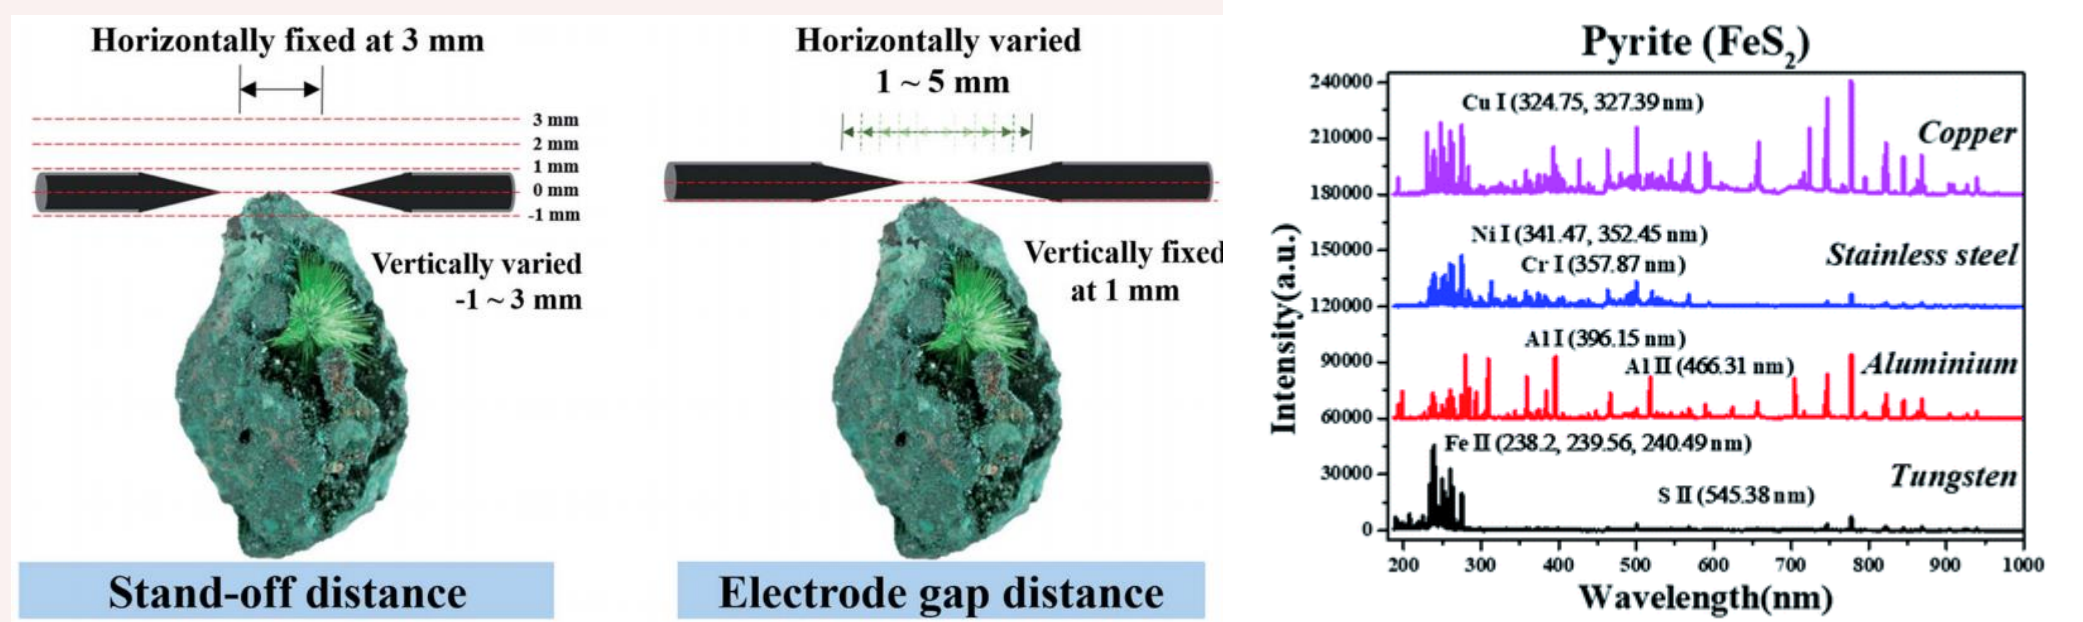 Horizontally fixed at 3 mm
3 mm
2 mm
1 mm
0 mm
-1 mm
Vertically varied
-1 ~ 3 mm
Stand-off distance
Horizontally varied
1 ~ 5 mm
Vertically fixed
at 1 mm
Electrode gap distance
Pyrite (FeS₂)
Intensity(a.u.)
240000
210000
180000
150000
120000
90000
60000
30000
0
Cu I (324.75, 327.39 nm)
Copper
Ni I (341.47, 352.45 nm)
Cr I (357.87 nm)
Stainless steel
Al I (396.15 nm)
Al II (466.31 nm)
Aluminium
Fe II (238.2, 239.56, 240.49 nm)
Tungsten
S II (545.38 nm)
200 300 400 500 600 700 800 900 1000
Wavelength(nm)